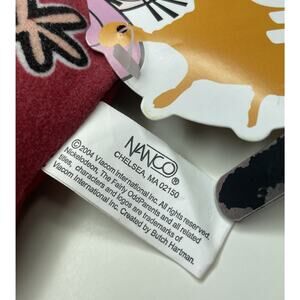 NANCO®
CHELSEA, MA 02150
© 2004 Viacom International Inc. All rights reserved.
Nickelodeon, The Fairly OddParents and all related
titles, characters and logos are trademarks of
Viacom International Inc. Created by Butch Hartman.